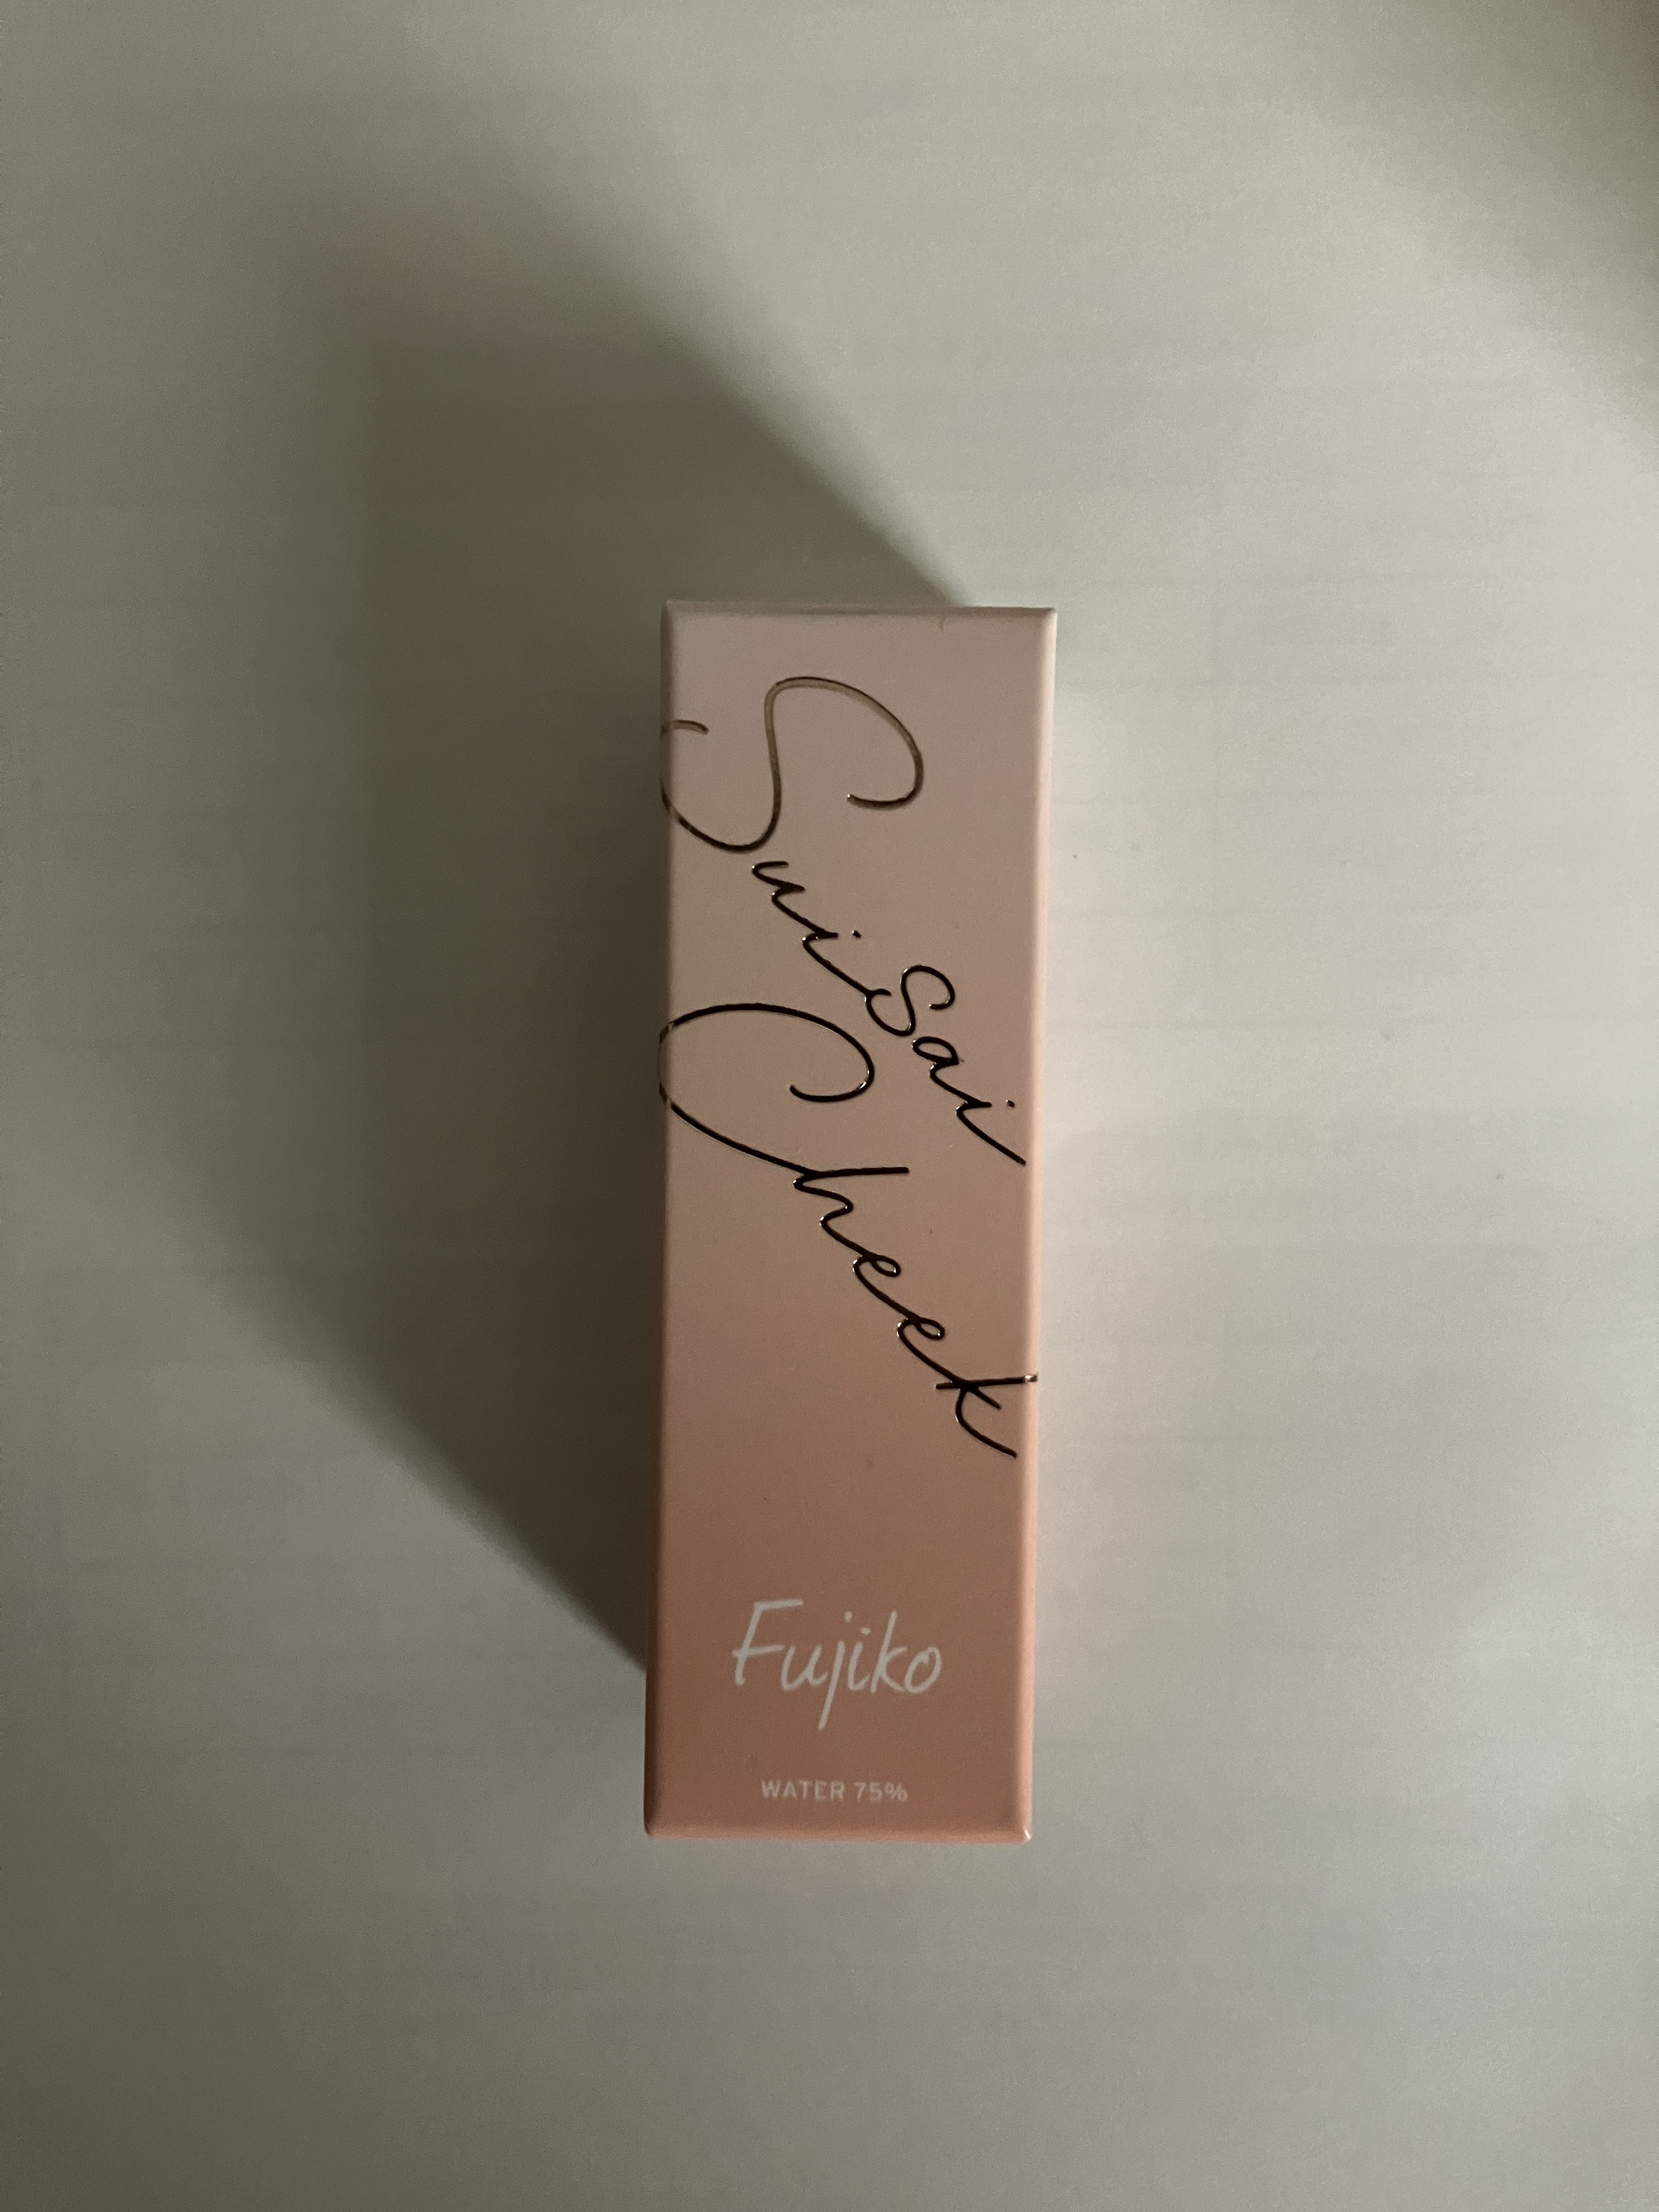 Suisai
Cheek
Fujiko
WATER 75%